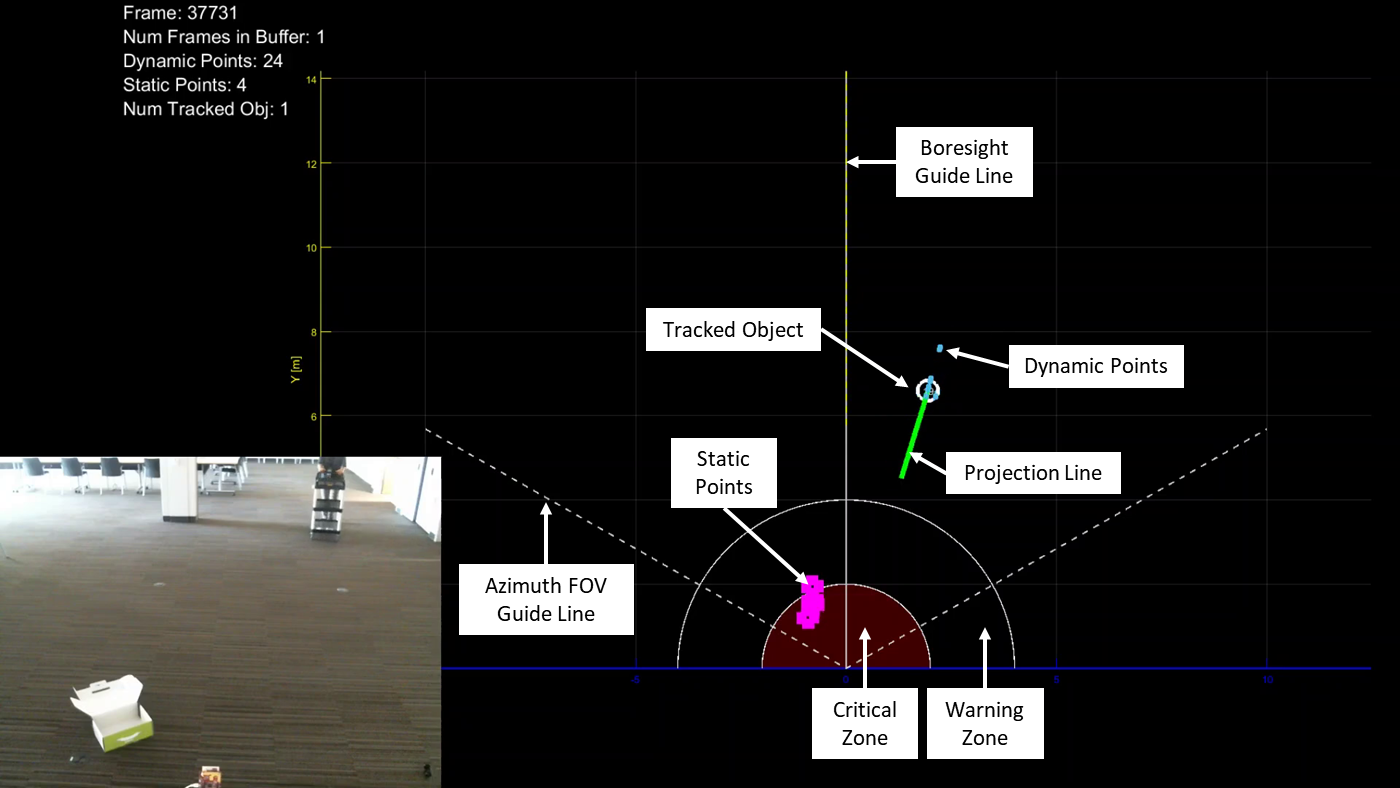 Frame: 37731
Num Frames in Buffer: 1
Dynamic Points: 24
Static Points: 4
Num Tracked Obj: 1
14
12
10
8
6
Y [m]
Boresight
Guide Line
Tracked Object
Dynamic Points
Static
Points
Projection Line
Azimuth FOV
Guide Line
-5
0
5
10
Critical
Zone
Warning
Zone